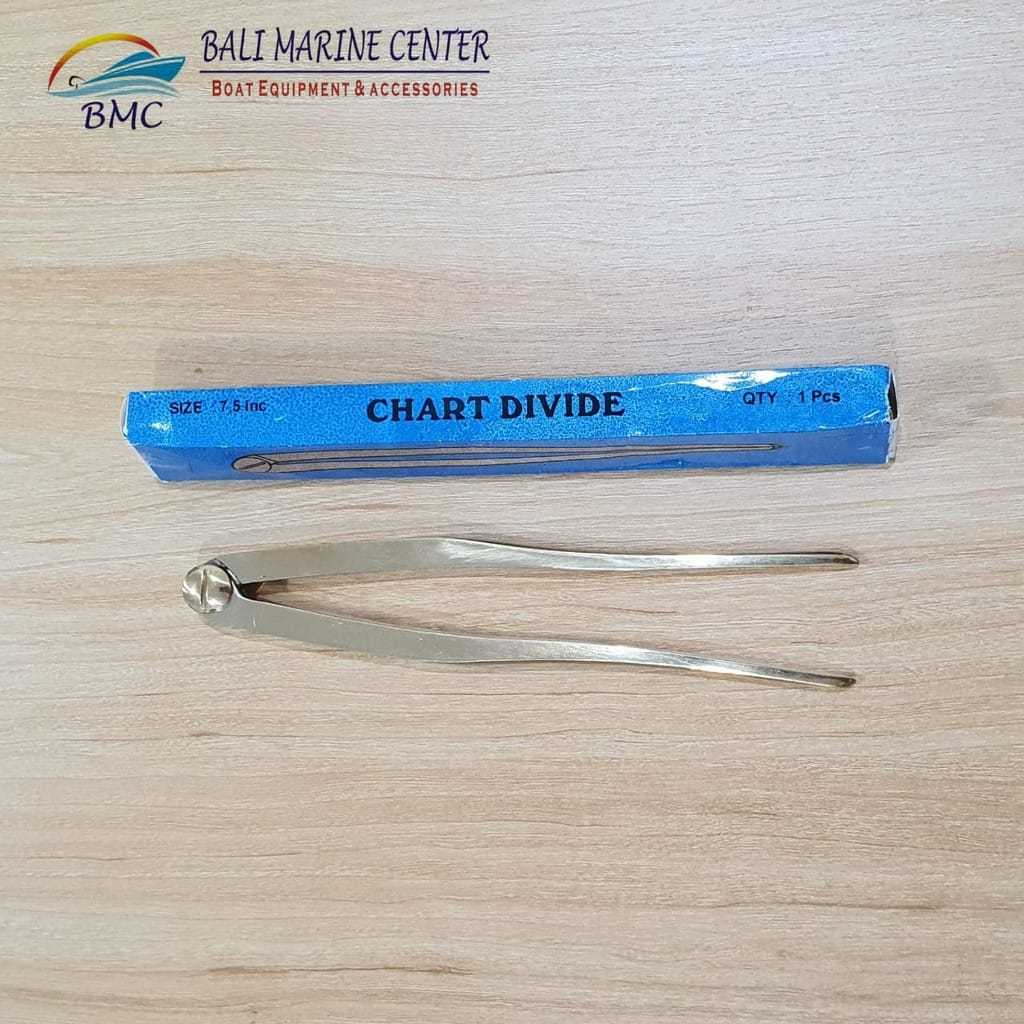 BALI MARINE CENTER
BOAT EQUIPMENT & ACCESSORIES
BMC
SIZE : 7,5 Inc
CHART DIVIDE
QTY : 1 Pcs